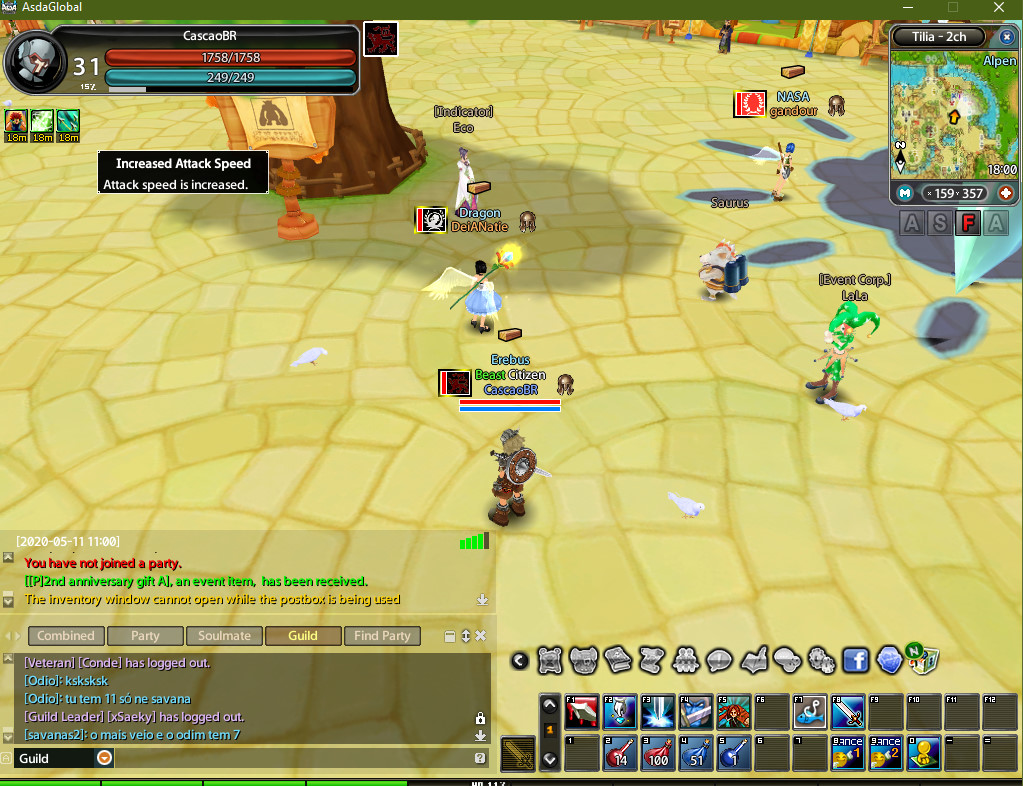 AsdaGlobal
CascaoBR
31
15%
1758/1758
249/249
18m 18m 18m
Increased Attack Speed
Attack speed is increased.
[Indicator]
Eco
NASA
gandour
Tilia - 2ch
Alpen
N
18:00
M x 159 Y 357
A S F A
Dragon
DeiANatie
Saurus
[Event Corp.]
LaLa
Erebus
Beast Citizen
CascaoBR
[2020-05-11 11:00]
You have not joined a party.
[[P]2nd anniversary gift A], an event item, has been received.
The inventory window cannot open while the postbox is being used
Combined Party Soulmate Guild Find Party
[Veteran] [Conde] has logged out.
[Odio]: ksksksk
[Odio]: tu tem 11 só ne savana
[Guild Leader] [xSaeky] has logged out.
[savanas2]: o mais veio e o odim tem 7
Guild
N
F1 F2 F3 F4 F5 F6 F7 F8 F9 F10 F11 F12
1
1 2 3 4 5 6 7 0 - =
14 100 51 1
gance 1 gance 2